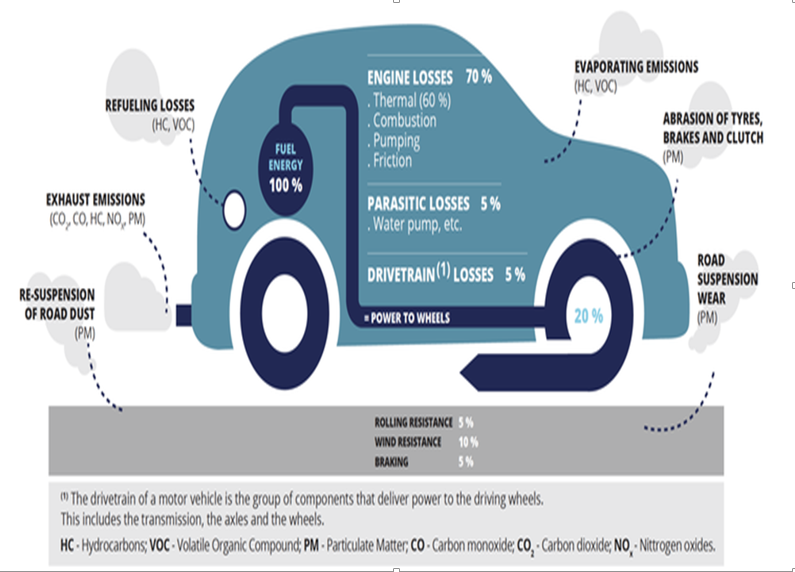 ENGINE LOSSES 70 %
. Thermal (60 %)
. Combustion
. Pumping
. Friction
PARASITIC LOSSES 5 %
. Water pump, etc.
DRIVETRAIN(1) LOSSES 5 %
= POWER TO WHEELS
20 %
FUEL
ENERGY
100 %
REFUELING LOSSES
(HC, VOC)
EXHAUST EMISSIONS
(CO2, CO, HC, NOx, PM)
RE-SUSPENSION
OF ROAD DUST
(PM)
EVAPORATING EMISSIONS
(HC, VOC)
ABRASION OF TYRES,
BRAKES AND CLUTCH
(PM)
ROAD
SUSPENSION
WEAR
(PM)
ROLLING RESISTANCE 5 %
WIND RESISTANCE 10 %
BRAKING 5 %
(1) The drivetrain of a motor vehicle is the group of components that deliver power to the driving wheels.
This includes the transmission, the axles and the wheels.
HC - Hydrocarbons; VOC - Volatile Organic Compound; PM - Particulate Matter; CO - Carbon monoxide; CO2 - Carbon dioxide; NOx - Nittrogen oxides.